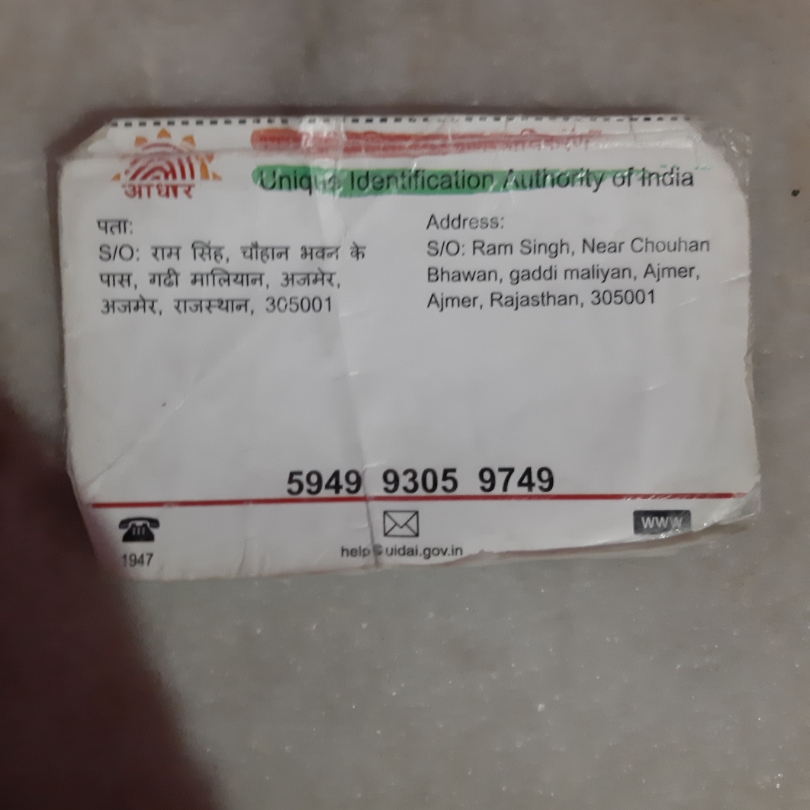 आधार
Unique Identification Authority of India
पता:
S/O: राम सिंह, चौहान भवन के
पास, गढी मालियान, अजमेर,
अजमेर, राजस्थान, 305001
Address:
S/O: Ram Singh, Near Chouhan
Bhawan, gaddi maliyan, Ajmer,
Ajmer, Rajasthan, 305001
5949 9305 9749
1947
help@uidai.gov.in
WWW